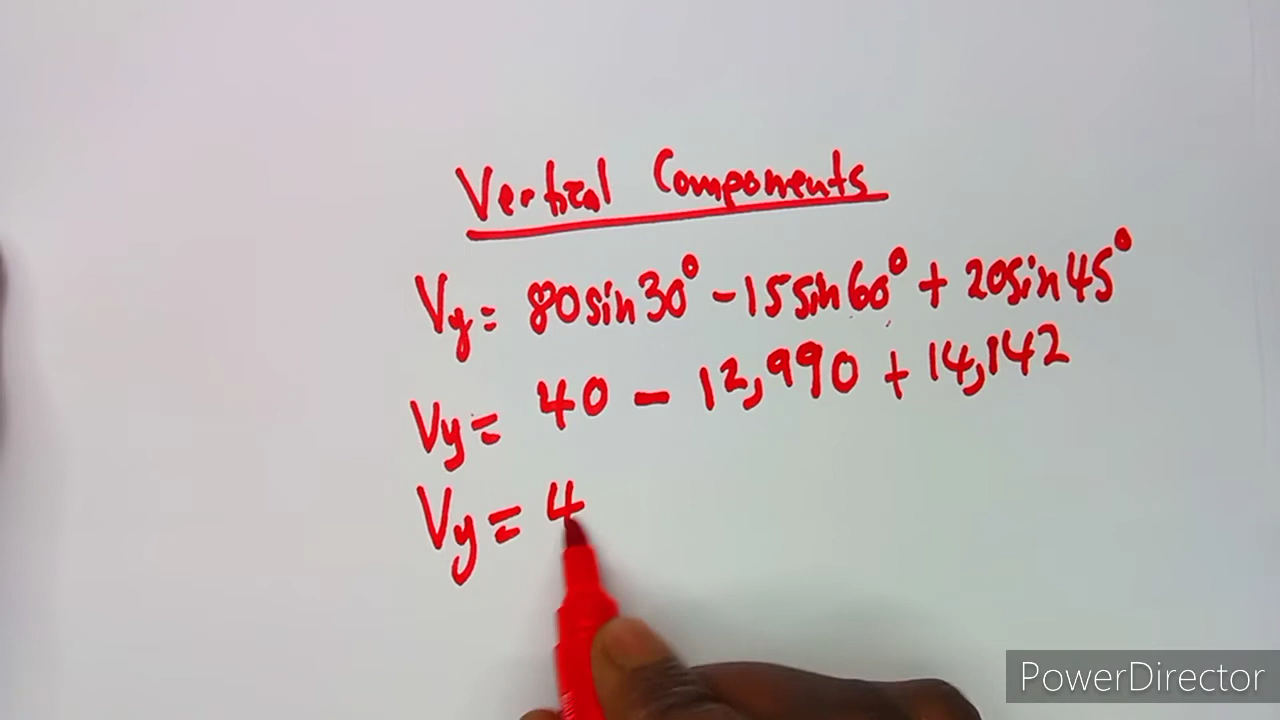 Vertical Components
Vy= 80sin30° -15sin60° + 20sin45°
Vy= 40 - 12,990 + 14,142
Vy= 4
PowerDirector